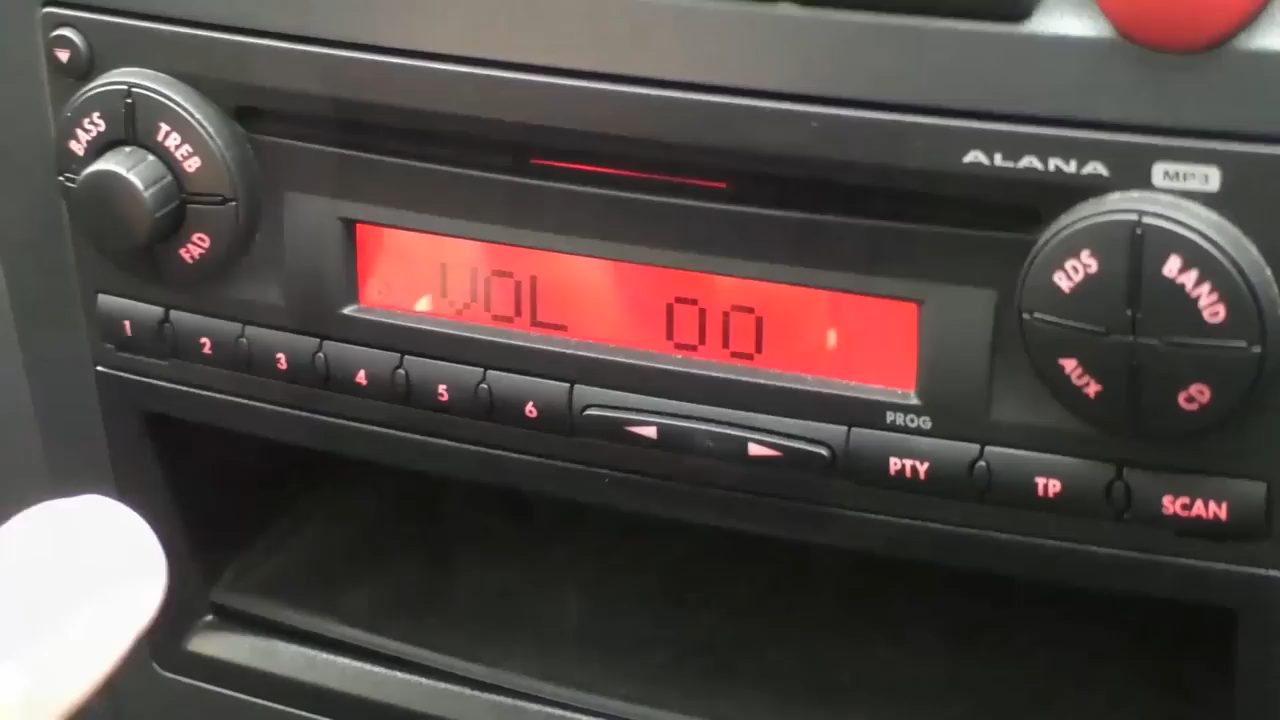 ALANA MP3
BASS TREB
FAD
VOL 00
RDS BAND
AUX
1 2 3 4 5 6
PROG
PTY TP SCAN